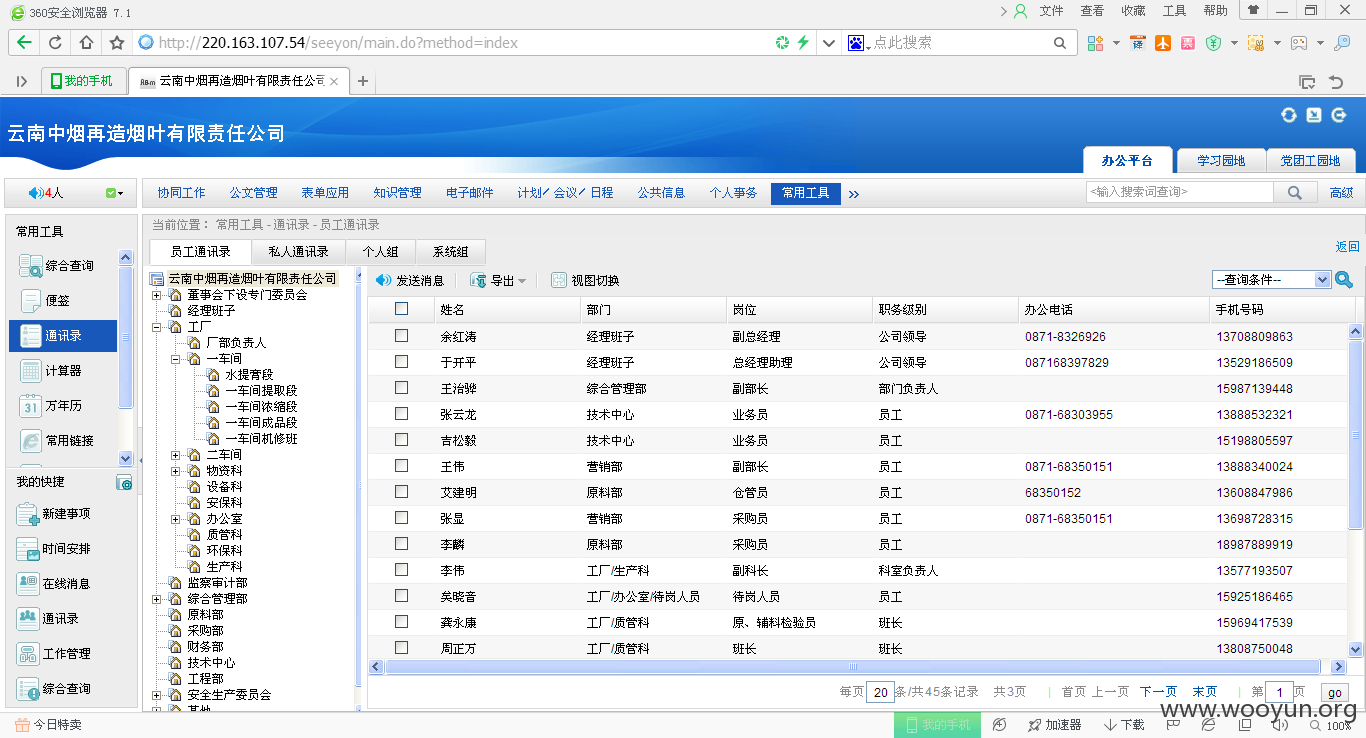 360安全浏览器 7.1
文件 查看 收藏 工具 帮助
http://220.163.107.54/seeyon/main.do?method=index
点此搜索
我的手机
云南中烟再造烟叶有限责任公司
云南中烟再造烟叶有限责任公司
办公平台 学习园地 党团工园地
4人
协同工作 公文管理 表单应用 知识管理 电子邮件 计划/会议/日程 公共信息 个人事务 常用工具 »
<输入搜索词查询>
高级
常用工具
综合查询
便签
通讯录
计算器
万年历
常用链接
我的快捷
新建事项
时间安排
在线消息
通讯录
工作管理
综合查询
当前位置： 常用工具 - 通讯录 - 员工通讯录
员工通讯录 私人通讯录 个人组 系统组
返回
云南中烟再造烟叶有限责任公司
董事会下设专门委员会
经理班子
工厂
厂部负责人
一车间
水提膏段
一车间提取段
一车间浓缩段
一车间成品段
一车间机修班
二车间
物资科
设备科
安保科
办公室
质管科
环保科
生产科
监察审计部
综合管理部
原料部
采购部
财务部
技术中心
工程部
安全生产委员会
其他
发送消息 导出 视图切换
--查询条件--
姓名 部门 岗位 职务级别 办公电话 手机号码
余红涛 经理班子 副总经理 公司领导 0871-8326926 13708809863
于开平 经理班子 总经理助理 公司领导 087168397829 13529186509
王治骅 综合管理部 副部长 部门负责人 15987139448
张云龙 技术中心 业务员 员工 0871-68303955 13888532321
吉松毅 技术中心 业务员 员工 15198805597
王伟 营销部 副部长 员工 0871-68350151 13888340024
艾建明 原料部 仓管员 员工 68350152 13608847986
张显 营销部 采购员 员工 0871-68350151 13698728315
李麟 原料部 采购员 员工 18987889919
李伟 工厂/生产科 副科长 科室负责人 13577193507
矣晓音 工厂/办公室/待岗人员 待岗人员 员工 15925186465
龚永康 工厂/质管科 原、辅料检验员 班长 15969417539
周正万 工厂/质管科 班长 班长 13808750048
每页 20 条/共45条记录 共3页 | 首页 上一页 下一页 末页 | 第 1 页 go
www.wooyun.org
今日特卖
我的手机 加速器 下载 100%